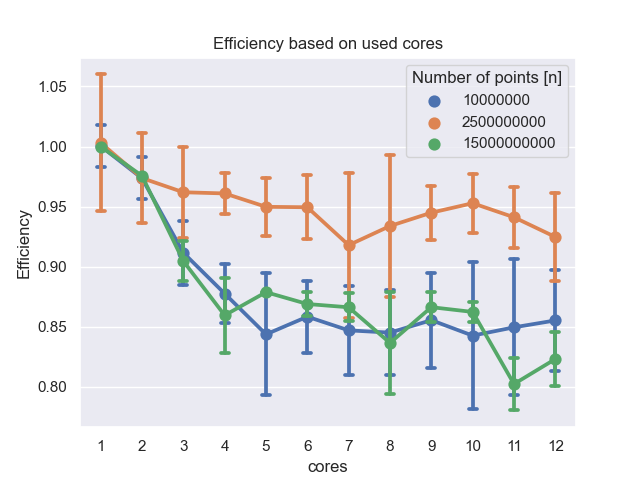 Efficiency based on used cores
Number of points [n]
10000000
2500000000
15000000000
1.05
1.00
0.95
0.90
0.85
0.80
Efficiency
1 2 3 4 5 6 7 8 9 10 11 12
cores